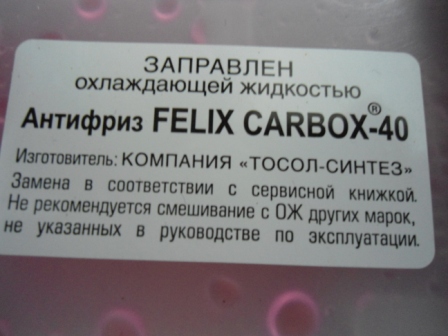 ЗАПРАВЛЕН
охлаждающей жидкостью
Антифриз FELIX CARBOX®-40
Изготовитель: КОМПАНИЯ «ТОСОЛ-СИНТЕЗ»
Замена в соответствии с сервисной книжкой.
Не рекомендуется смешивание с ОЖ других марок,
не указанных в руководстве по эксплуатации.